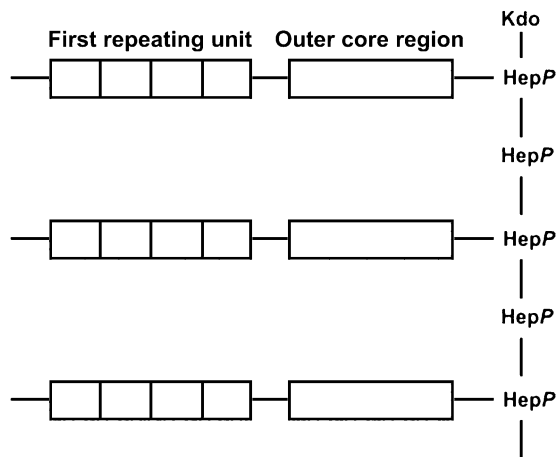 Kdo
First repeating unit Outer core region
HepP
HepP
HepP
HepP
HepP